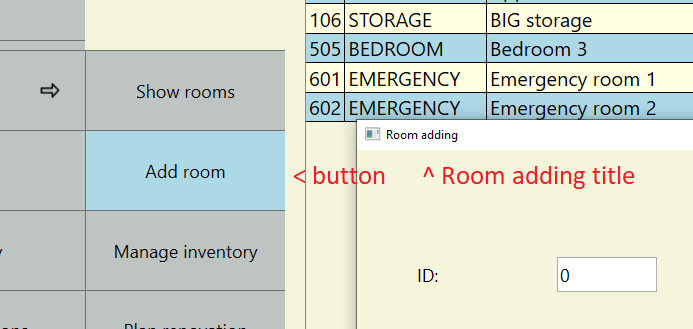 106 STORAGE BIG storage
505 BEDROOM Bedroom 3
601 EMERGENCY Emergency room 1
602 EMERGENCY Emergency room 2
Show rooms
Room adding
Add room
< button ^ Room adding title
Manage inventory
ID: 0
Plan renovation